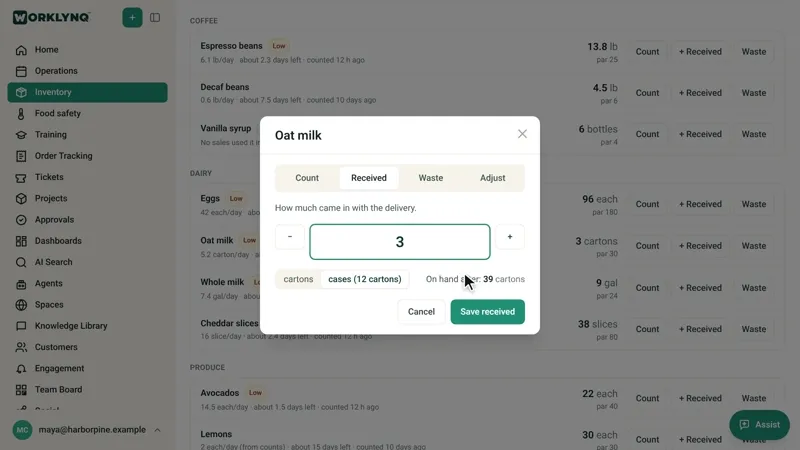 WORKLYNQ
+
Home
Operations
Inventory
Food safety
Training
Order Tracking
Tickets
Projects
Approvals
Dashboards
AI Search
Agents
Spaces
Knowledge Library
Customers
Engagement
Team Board
MC maya@harborpine.example
COFFEE
Espresso beans Low
6.1 lb/day · about 2.3 days left · counted 12 h ago
13.8 lb
par 25
Count + Received Waste
Decaf beans
0.6 lb/day · about 7.5 days left · counted 10 days ago
4.5 lb
par 6
Count + Received Waste
Vanilla syrup
No sales used it
6 bottles
par 4
Count + Received Waste
DAIRY
Eggs Low
42 each/day
96 each
par 180
Count + Received Waste
Oat milk Low
5.2 carton/day
3 cartons
par 30
Count + Received Waste
Whole milk
7.4 gal/day
9 gal
par 24
Count + Received Waste
Cheddar slices
16 slice/day · about 2.4 days left · counted 12 h ago
38 slices
par 80
Count + Received Waste
PRODUCE
Avocados Low
14.5 each/day · about 1.5 days left · counted 12 h ago
22 each
par 40
Count + Received Waste
Lemons
2 each/day (from counts) · about 15 days left · counted 10 days ago
30 each
par 30
Count + Received Waste
Oat milk
Count Received Waste Adjust
How much came in with the delivery.
- 3 +
cartons cases (12 cartons)
On hand after: 39 cartons
Cancel Save received
Assist